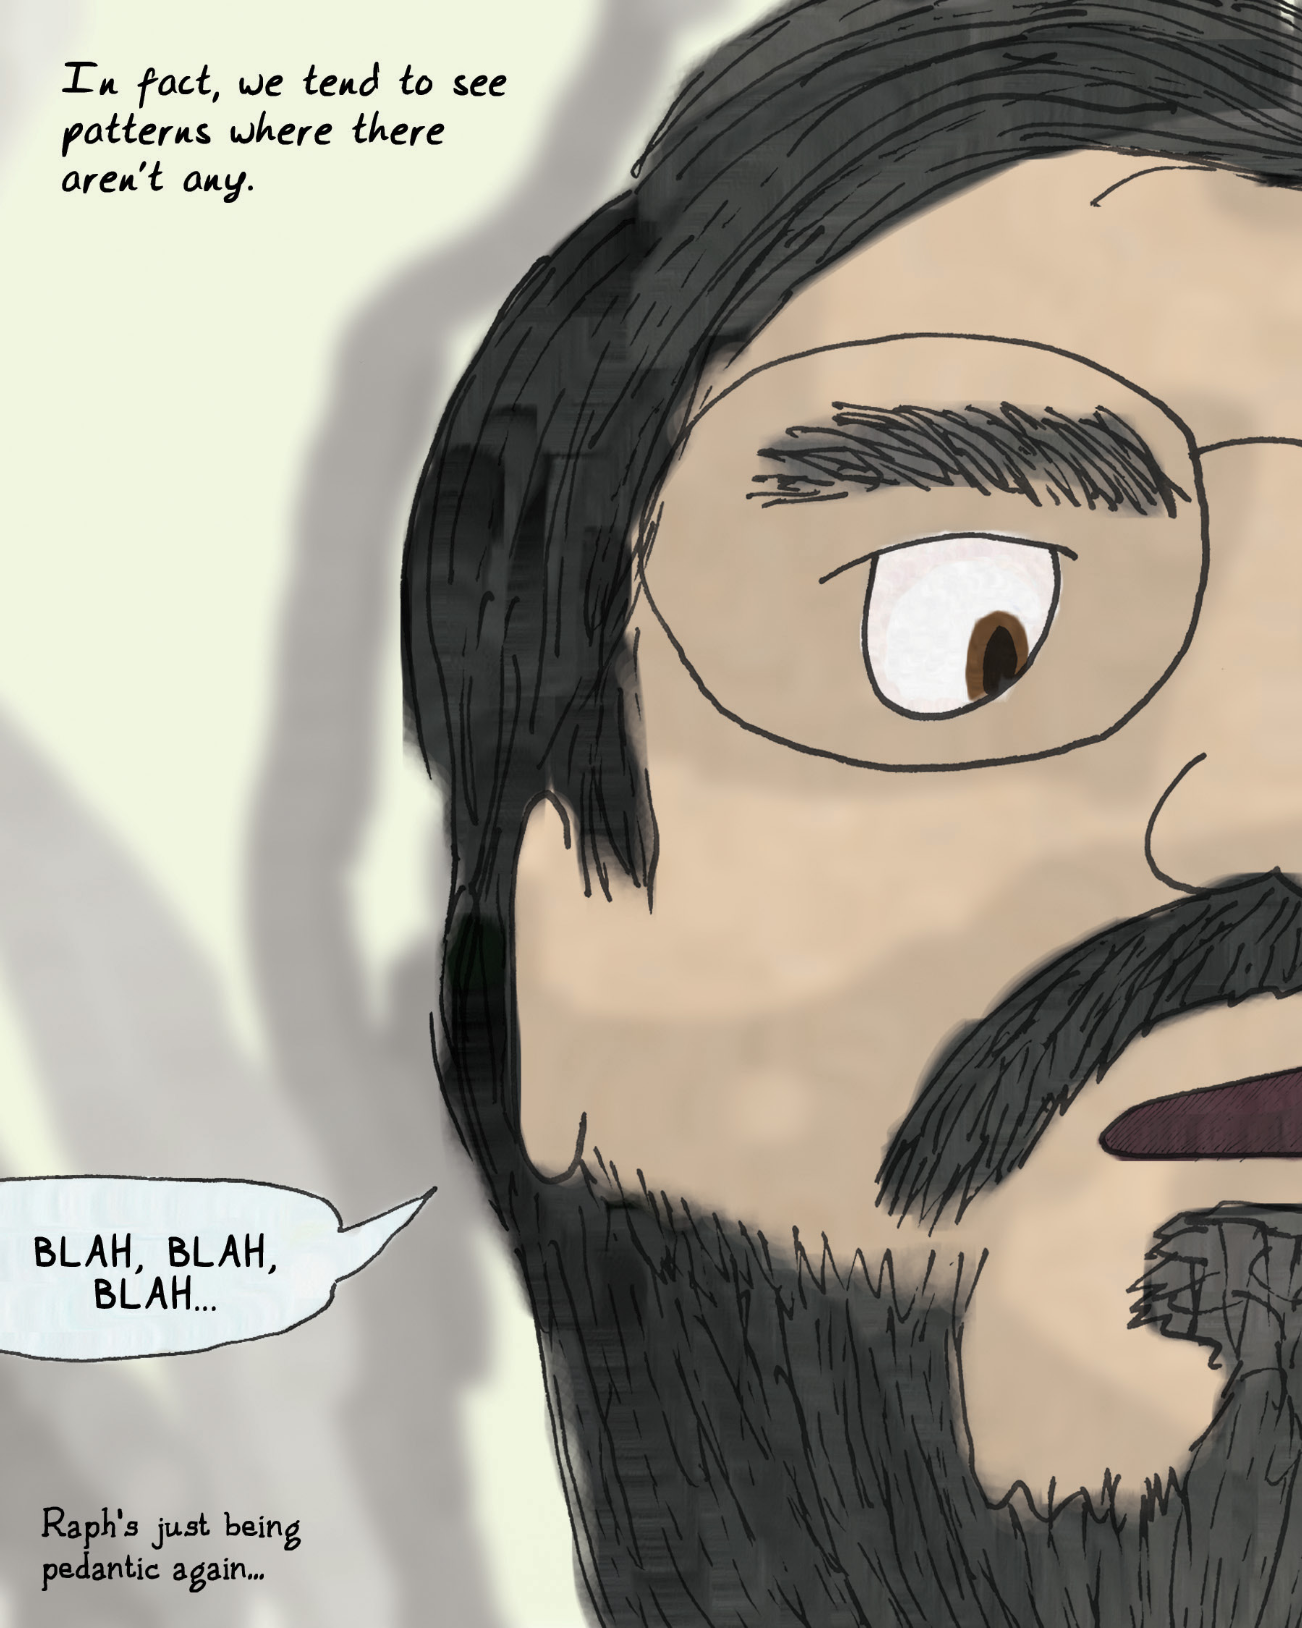 In fact, we tend to see
patterns where there
aren't any.
BLAH, BLAH,
BLAH...
Raph's just being
pedantic again...